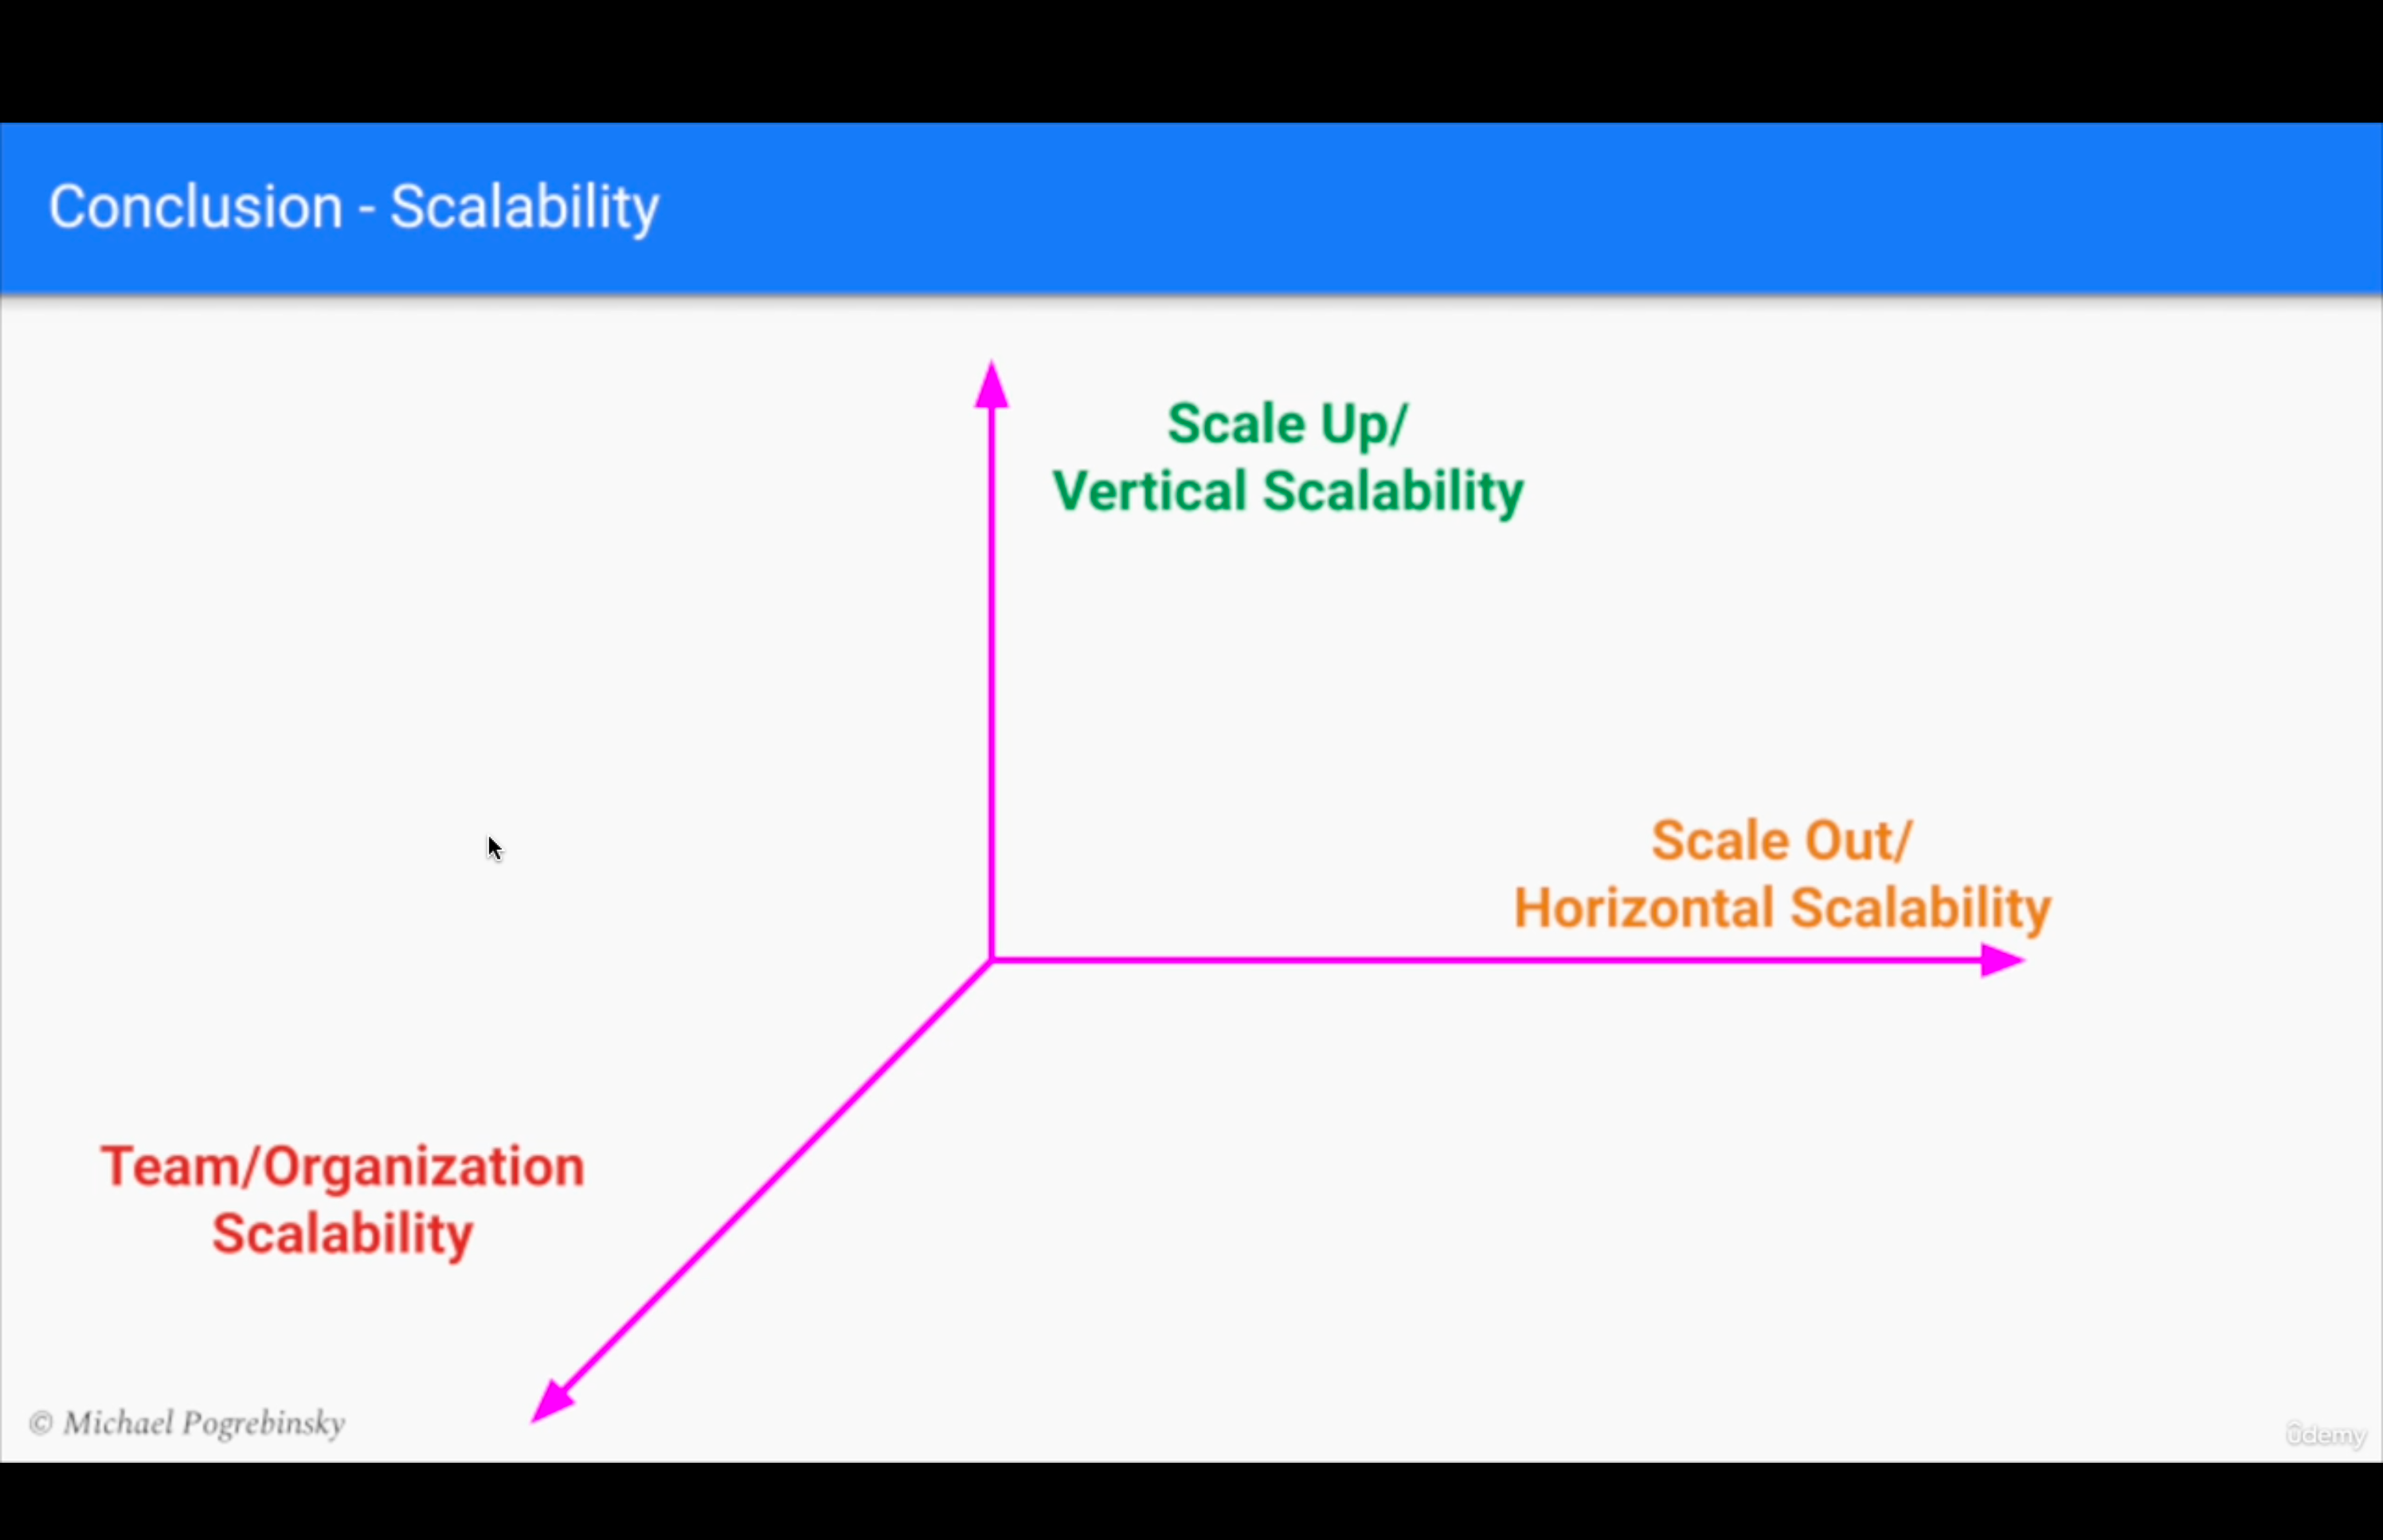 Conclusion - Scalability
Scale Up/
Vertical Scalability
Scale Out/
Horizontal Scalability
Team/Organization
Scalability
© Michael Pogrebinsky
ûdemy